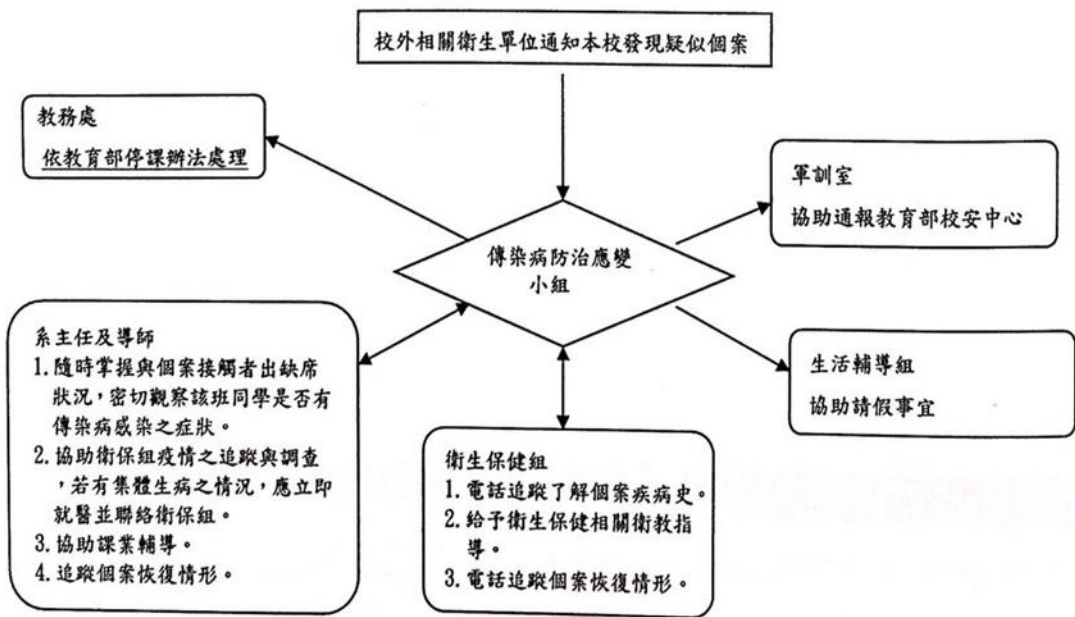 校外相關衛生單位通知本校發現疑似個案
教務處
依教育部停課辦法處理
軍訓室
協助通報教育部校安中心
傳染病防治應變
小組
系主任及導師
1. 隨時掌握與個案接觸者出缺席
狀況，密切觀察該班同學是否有
傳染病感染之症狀。
2. 協助衛保組疫情之追蹤與調查
，若有集體生病之情況，應立即
就醫並聯絡衛保組。
3. 協助課業輔導。
4. 追蹤個案恢復情形。
衛生保健組
1. 電話追蹤了解個案疾病史。
2. 給予衛生保健相關衛教指
導。
3. 電話追蹤個案恢復情形。
生活輔導組
協助請假事宜